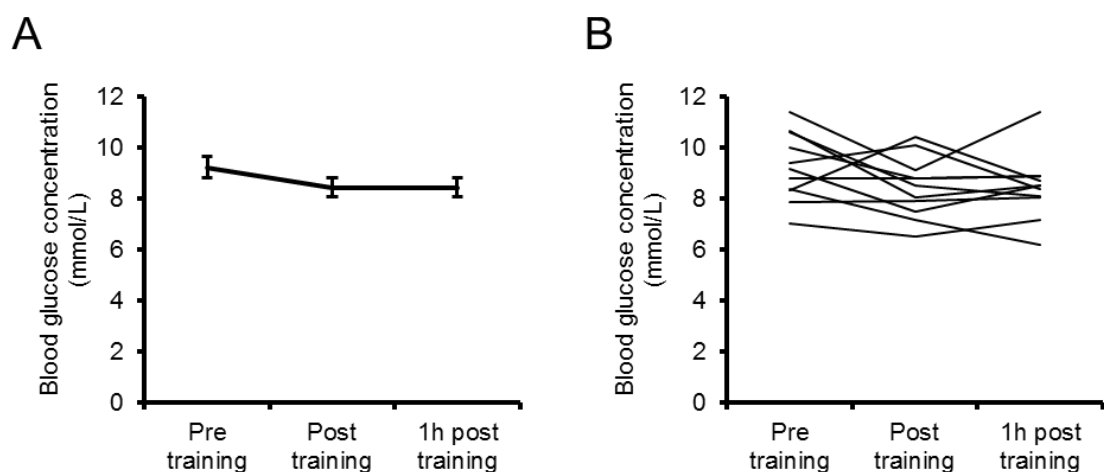 A
Blood glucose concentration
(mmol/L)
12
10
8
6
4
2
0
Pre
training
Post
training
1h post
training
B
Blood glucose concentration
(mmol/L)
12
10
8
6
4
2
0
Pre
training
Post
training
1h post
training